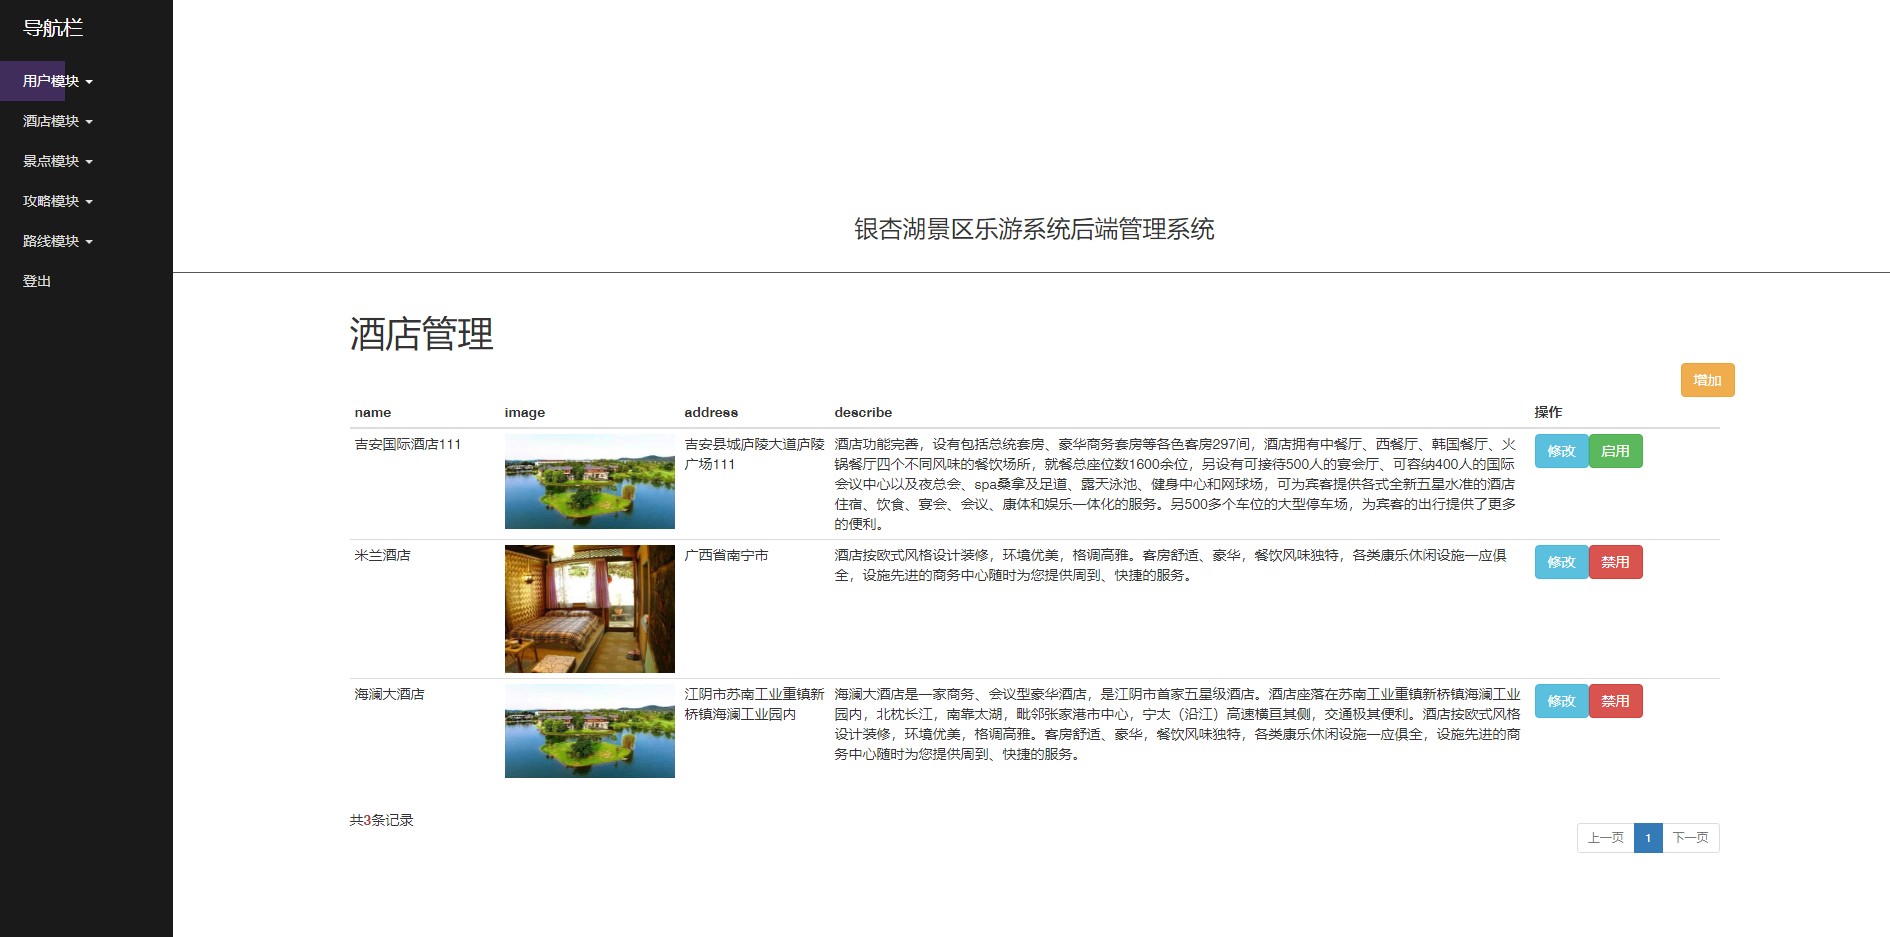 导航栏
用户模块
酒店模块
景点模块
攻略模块
路线模块
登出
银杏湖景区乐游系统后端管理系统
酒店管理
增加
name image address describe 操作
吉安国际酒店111
吉安县城庐陵大道庐陵
广场111
酒店功能完善，设有包括总统套房、豪华商务套房等各色客房297间，酒店拥有中餐厅、西餐厅、韩国餐厅、火
锅餐厅四个不同风味的餐饮场所，就餐总座位数1600余位，另设有可接待500人的宴会厅、可容纳400人的国际
会议中心以及夜总会、spa桑拿及足道、露天泳池、健身中心和网球场，可为宾客提供各式全新五星水准的酒店
住宿、饮食、宴会、会议、康体和娱乐一体化的服务。另500多个车位的大型停车场，为宾客的出行提供了更多
的便利。
修改 启用
米兰酒店
广西省南宁市
酒店按欧式风格设计装修，环境优美，格调高雅。客房舒适、豪华，餐饮风味独特，各类康乐休闲设施一应俱
全，设施先进的商务中心随时为您提供周到、快捷的服务。
修改 禁用
海澜大酒店
江阴市苏南工业重镇新
桥镇海澜工业园内
海澜大酒店是一家商务、会议型豪华酒店，是江阴市首家五星级酒店。酒店座落在苏南工业重镇新桥镇海澜工业
园内，北枕长江，南靠太湖，毗邻张家港市中心，宁太（沿江）高速横亘其侧，交通极其便利。酒店按欧式风格
设计装修，环境优美，格调高雅。客房舒适、豪华，餐饮风味独特，各类康乐休闲设施一应俱全，设施先进的商
务中心随时为您提供周到、快捷的服务。
修改 禁用
共3条记录
上一页 1 下一页